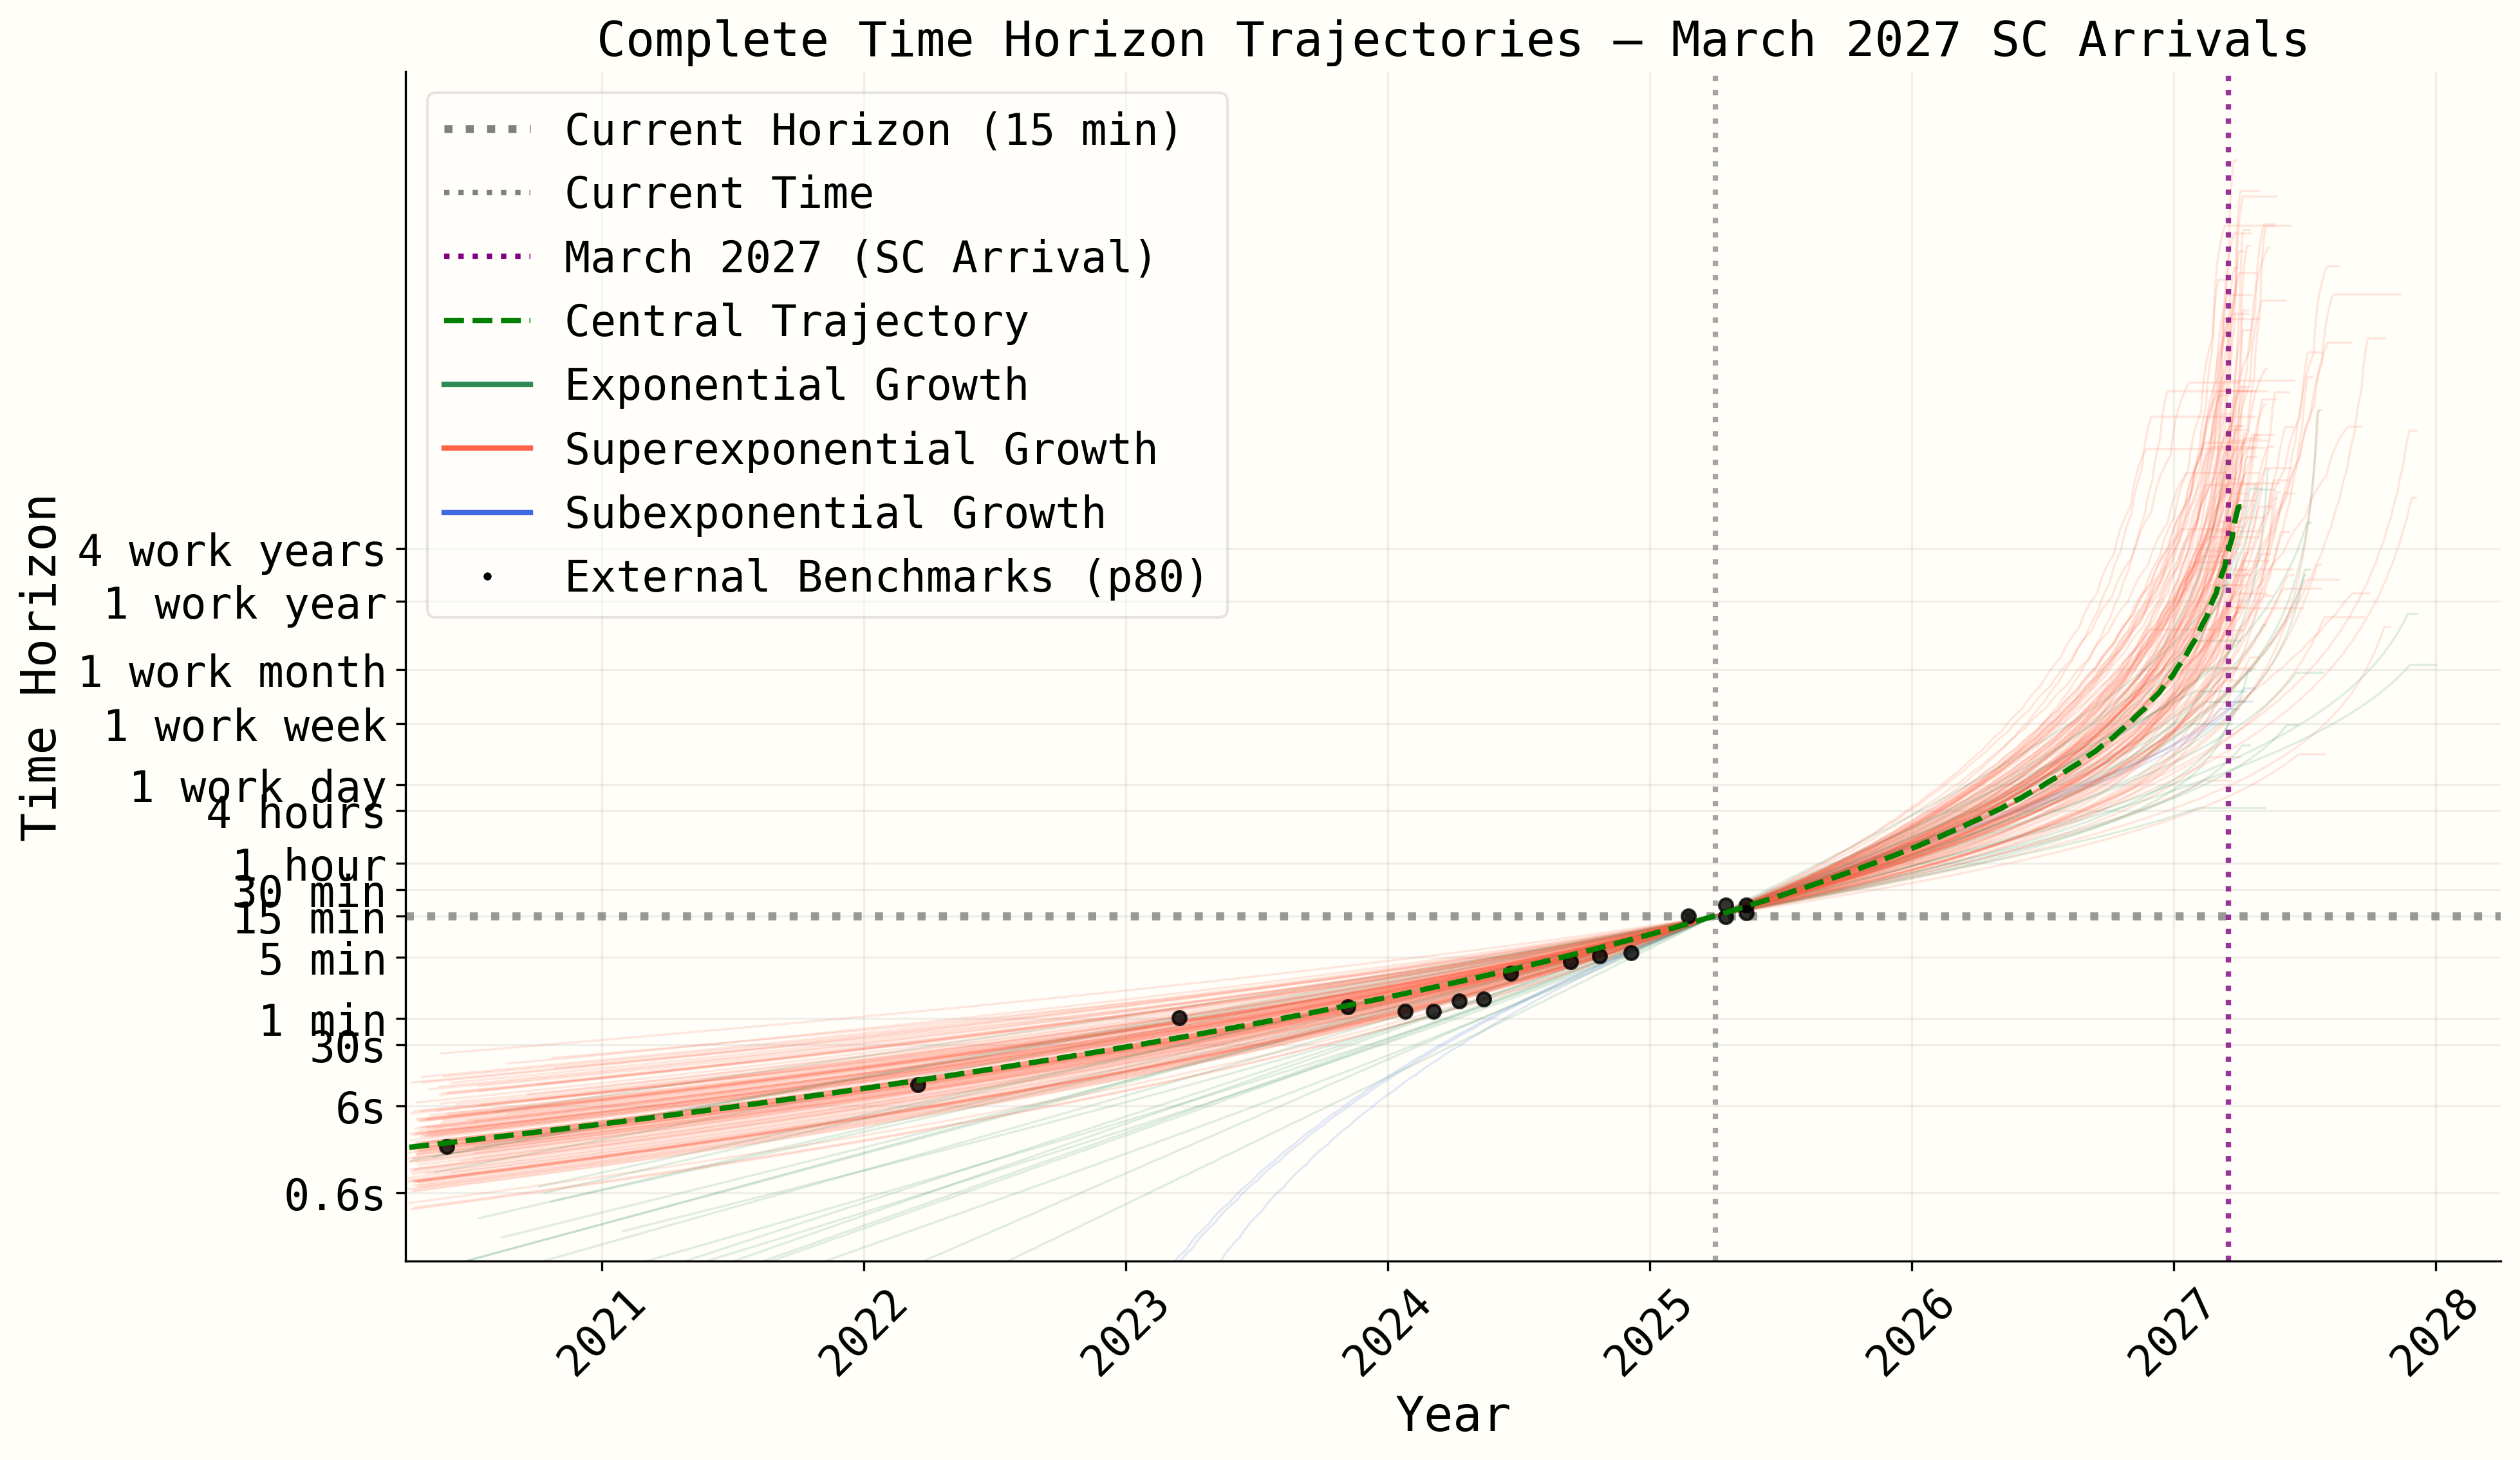 Complete Time Horizon Trajectories — March 2027 SC Arrivals
Current Horizon (15 min)
Current Time
March 2027 (SC Arrival)
Central Trajectory
Exponential Growth
Superexponential Growth
Subexponential Growth
External Benchmarks (p80)
Time Horizon
4 work years
1 work year
1 work month
1 work week
1 work day
4 hours
1 hour
30 min
15 min
5 min
1 min
30s
6s
0.6s
2021
2022
2023
2024
2025
2026
2027
2028
Year